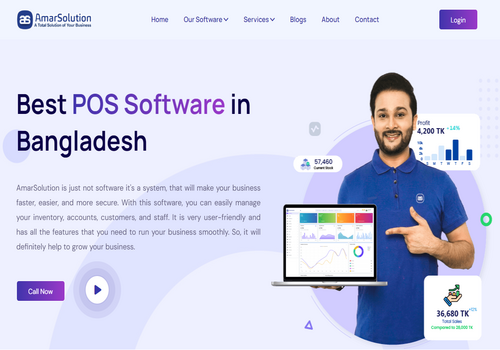 AmarSolution
A Total Solution of Your Business
Home
Our Software
Services
Blogs
About
Contact
Login
Best POS Software in
Bangladesh
AmarSolution is just not software it's a system, that will make your business
faster, easier, and more secure. With this software, you can easily manage
your inventory, accounts, customers, and staff. It is very user-friendly and
has all the features that you need to run your business smoothly. So, it will
definitely help to grow your business.
Call Now
57,460
Current Stock
Profit
4,200 TK
-14%
36,680 TK
Total Sales
Compared to 28,000 TK